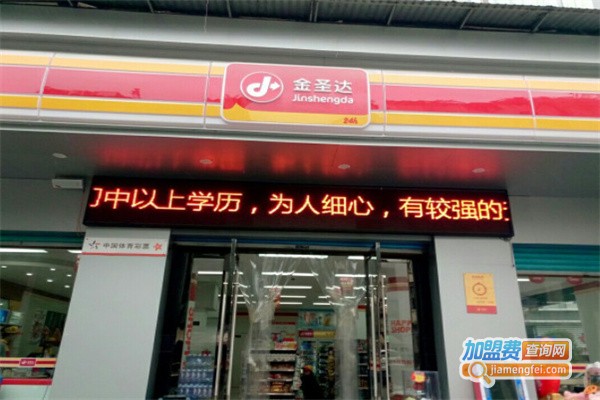 金圣达
Jinshengda
24h
中以上学历，为人细心，有较强的
中国体育彩票
加盟费查询网
jiamengfei.com